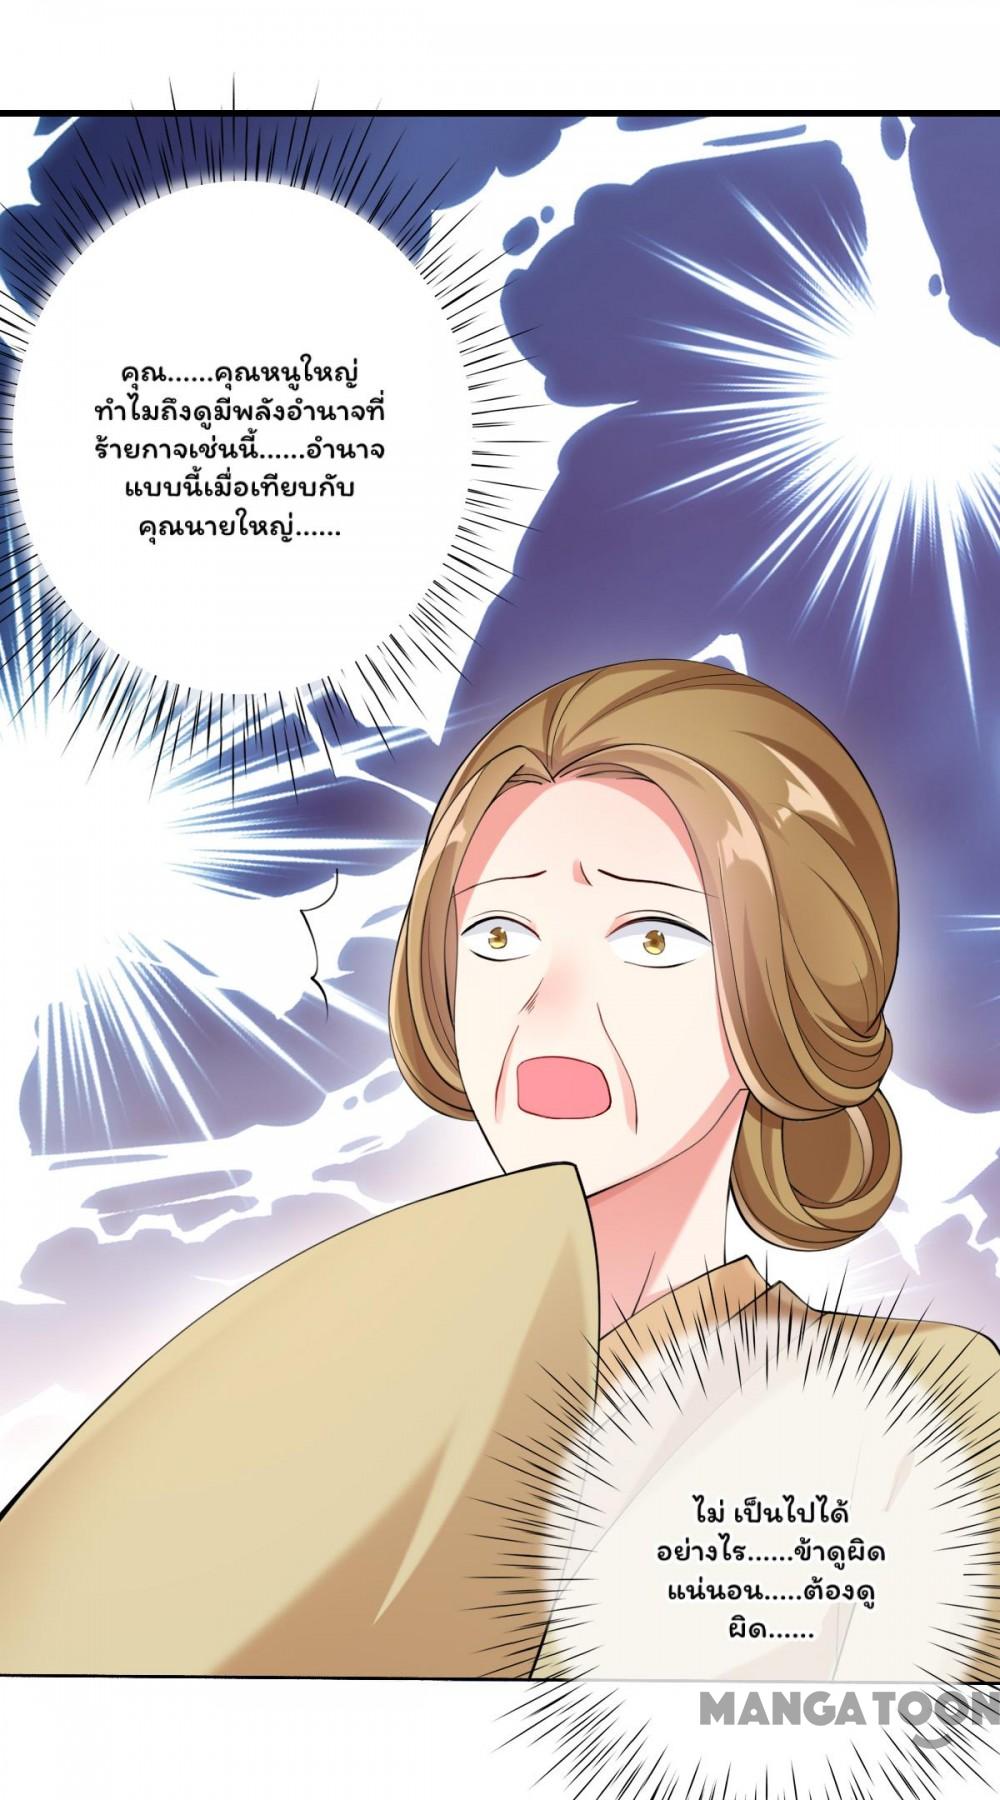 คุณ......คุณหนูใหญ่
ทำไมถึงดูมีพลังอำนาจที่
ร้ายกาจเช่นนี้......อำนาจ
แบบนี้เมื่อเทียบกับ
คุณนายใหญ่......
ไม่ เป็นไปได้
อย่างไร......ข้าดูผิด
แน่นอน.....ต้องดู
ผิด......
MANGATOON